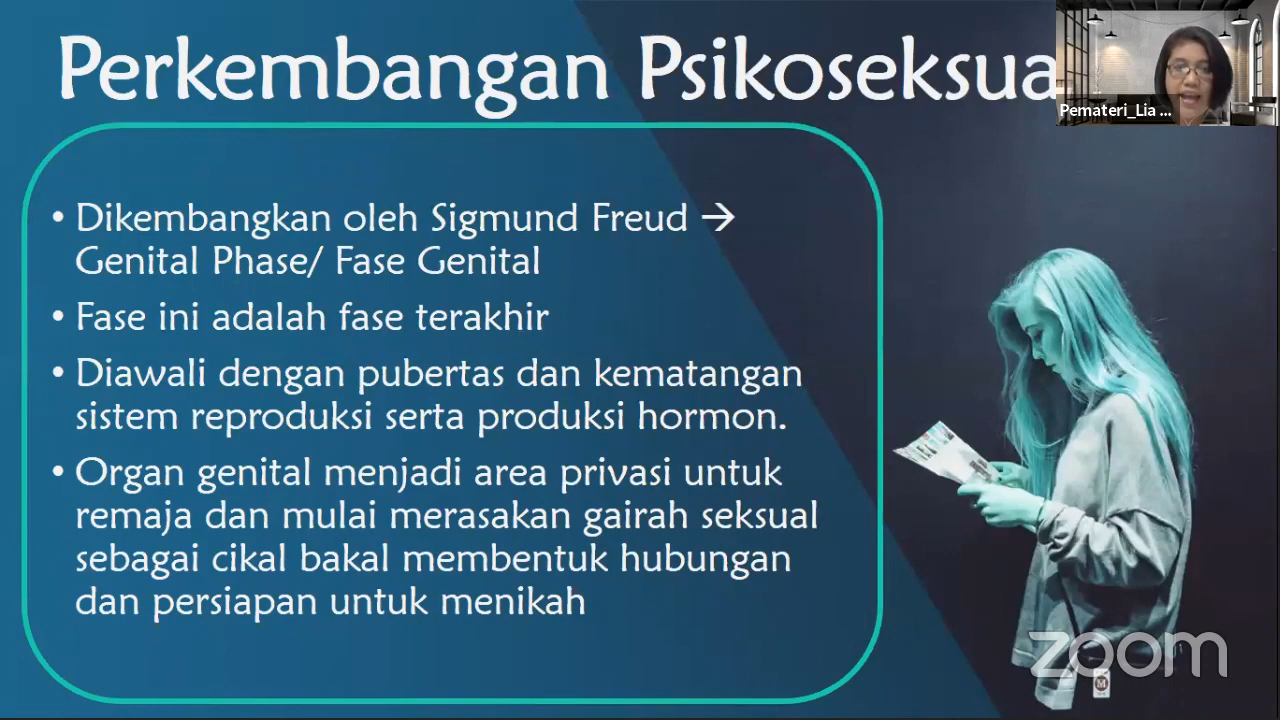 Perkembangan Psikoseksua
Pemateri_Lia ...
• Dikembangkan oleh Sigmund Freud →
Genital Phase/ Fase Genital
• Fase ini adalah fase terakhir
• Diawali dengan pubertas dan kematangan
sistem reproduksi serta produksi hormon.
• Organ genital menjadi area privasi untuk
remaja dan mulai merasakan gairah seksual
sebagai cikal bakal membentuk hubungan
dan persiapan untuk menikah
zoom
M